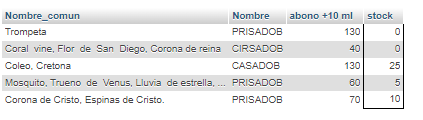 Nombre_comun Nombre abono +10 ml stock
Trompeta PRISADOB 130 0
Coral vine, Flor de San Diego, Corona de reina CIRSADOB 40 0
Coleo, Cretona CASADOB 130 25
Mosquito, Trueno de Venus, Lluvia de estrella, ... PRISADOB 60 5
Corona de Cristo, Espinas de Cristo. PRISADOB 70 10